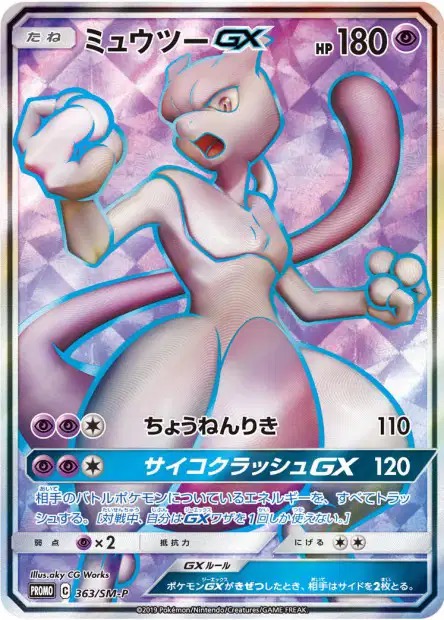 たね ミュウツーGX HP 180
ちょうねんりき 110
サイコクラッシュGX 120
相手のバトルポケモンについているエネルギーを、すべてトラッ
シュする。[対戦中、自分はGXワザを1回しか使えない。]
弱点 ×2 抵抗力 にげる
GXルール
Illus.aky CG Works ポケモンGXがきぜつしたとき、相手はサイドを2枚とる。
PROMO C 363/SM-P
©2019 Pokémon/Nintendo/Creatures/GAME FREAK.